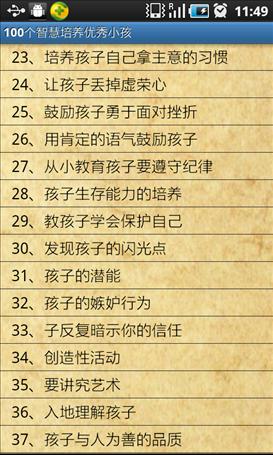 11:49
100个智慧培养优秀小孩
23、培养孩子自己拿主意的习惯
24、让孩子丢掉虚荣心
25、鼓励孩子勇于面对挫折
26、用肯定的语气鼓励孩子
27、从小教育孩子要遵守纪律
28、孩子生存能力的培养
29、教孩子学会保护自己
30、发现孩子的闪光点
31、孩子的潜能
32、孩子的嫉妒行为
33、子反复暗示你的信任
34、创造性活动
35、要讲究艺术
36、入地理解孩子
37、孩子与人为善的品质